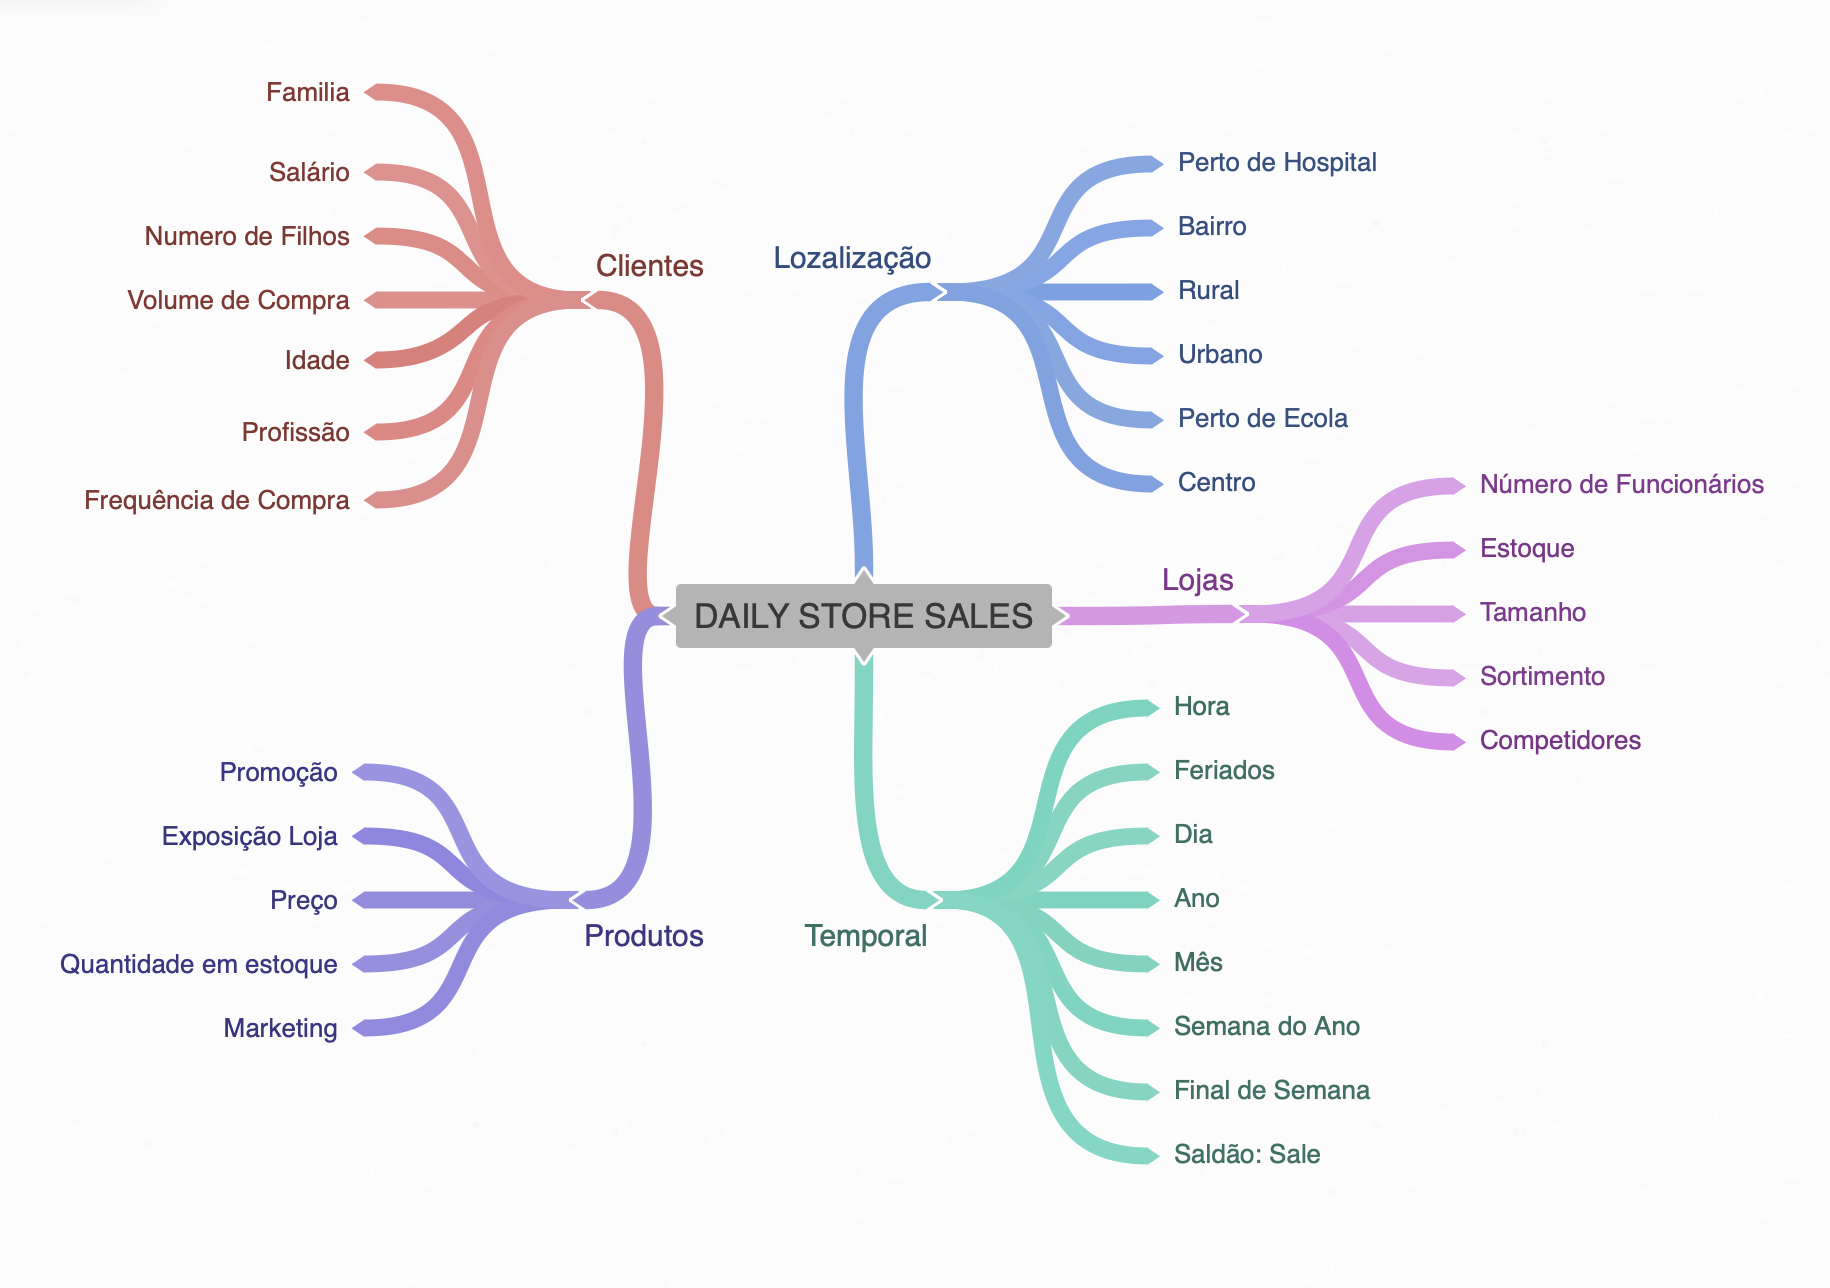 Familia
Salário
Numero de Filhos
Volume de Compra
Idade
Profissão
Frequência de Compra
Clientes
Lozalização
Perto de Hospital
Bairro
Rural
Urbano
Perto de Ecola
Centro
DAILY STORE SALES
Lojas
Número de Funcionários
Estoque
Tamanho
Sortimento
Competidores
Promoção
Exposição Loja
Preço
Quantidade em estoque
Marketing
Produtos
Temporal
Hora
Feriados
Dia
Ano
Mês
Semana do Ano
Final de Semana
Saldão: Sale